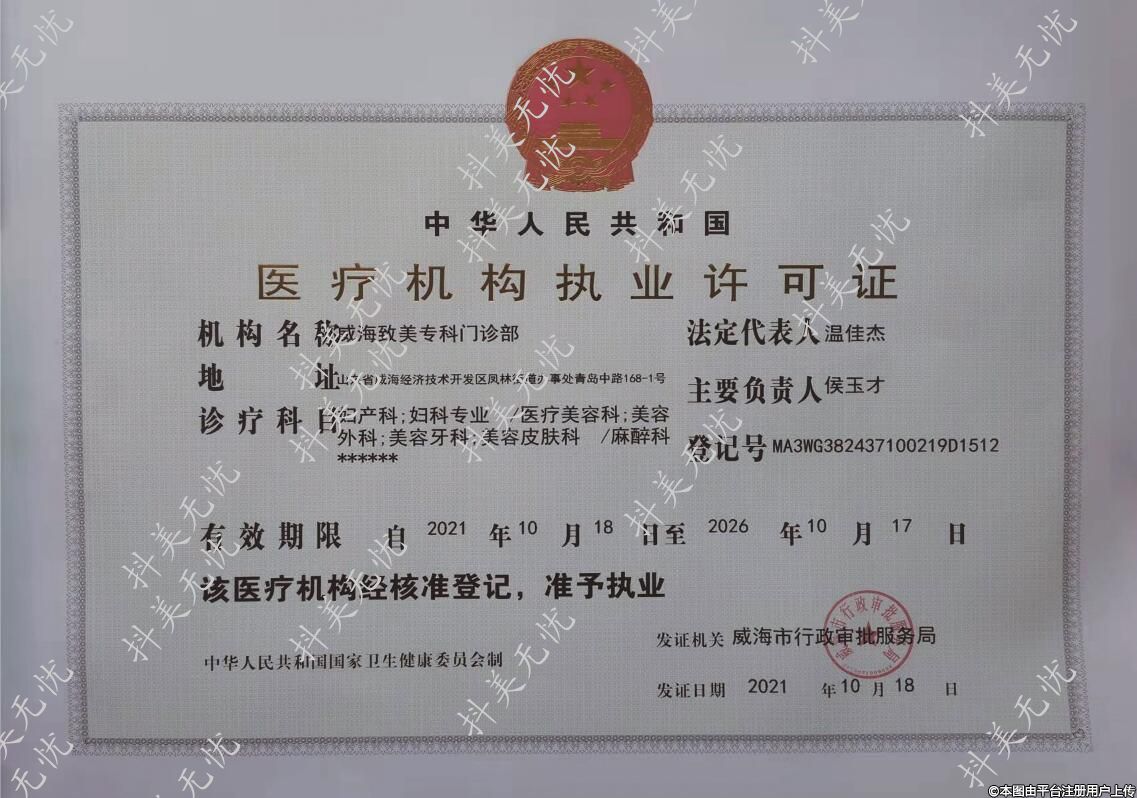 中华人民共和国
医疗机构执业许可证
机构名称 威海致美专科门诊部
法定代表人 温佳杰
地址 山东省威海经济技术开发区凤林街道办事处青岛中路168-1号
主要负责人 侯玉才
诊疗科目 妇产科;妇科专业 /医疗美容科;美容
外科;美容牙科;美容皮肤科 /麻醉科
******
登记号 MA3WG382437100219D1512
有效期限 自 2021 年 10 月 18 日至 2026 年 10 月 17 日
该医疗机构经核准登记，准予执业
发证机关 威海市行政审批服务局
中华人民共和国国家卫生健康委员会制
发证日期 2021 年 10 月 18 日
抖美无忧
©本图由平台注册用户上传